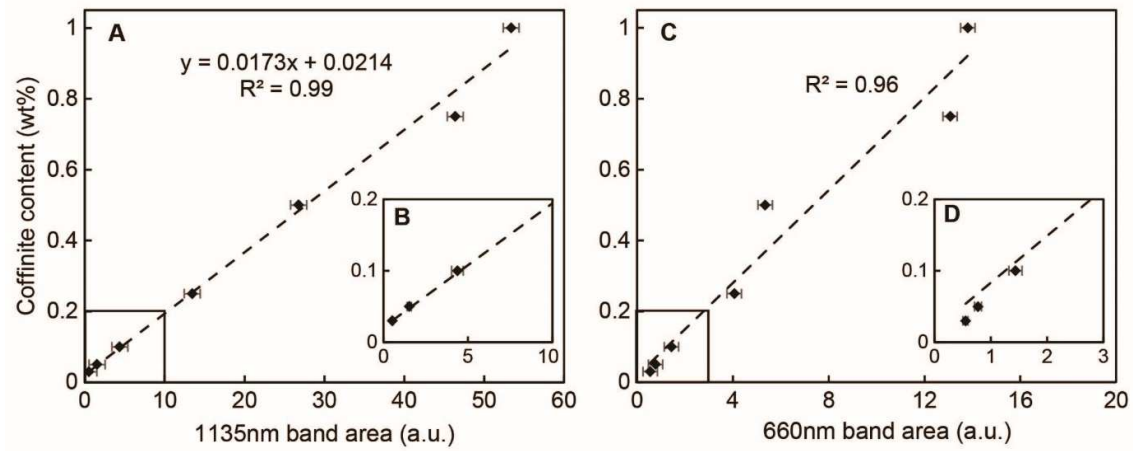 A
y = 0.0173x + 0.0214
R² = 0.99
Coffinite content (wt%)
1
0.8
0.6
0.4
0.2
0
0 10 20 30 40 50 60
1135nm band area (a.u.)
B
0.2
0.1
0
5 10
C
R² = 0.96
1
0.8
0.6
0.4
0.2
0
0 4 8 12 16 20
660nm band area (a.u.)
D
0.2
0.1
0
0 1 2 3